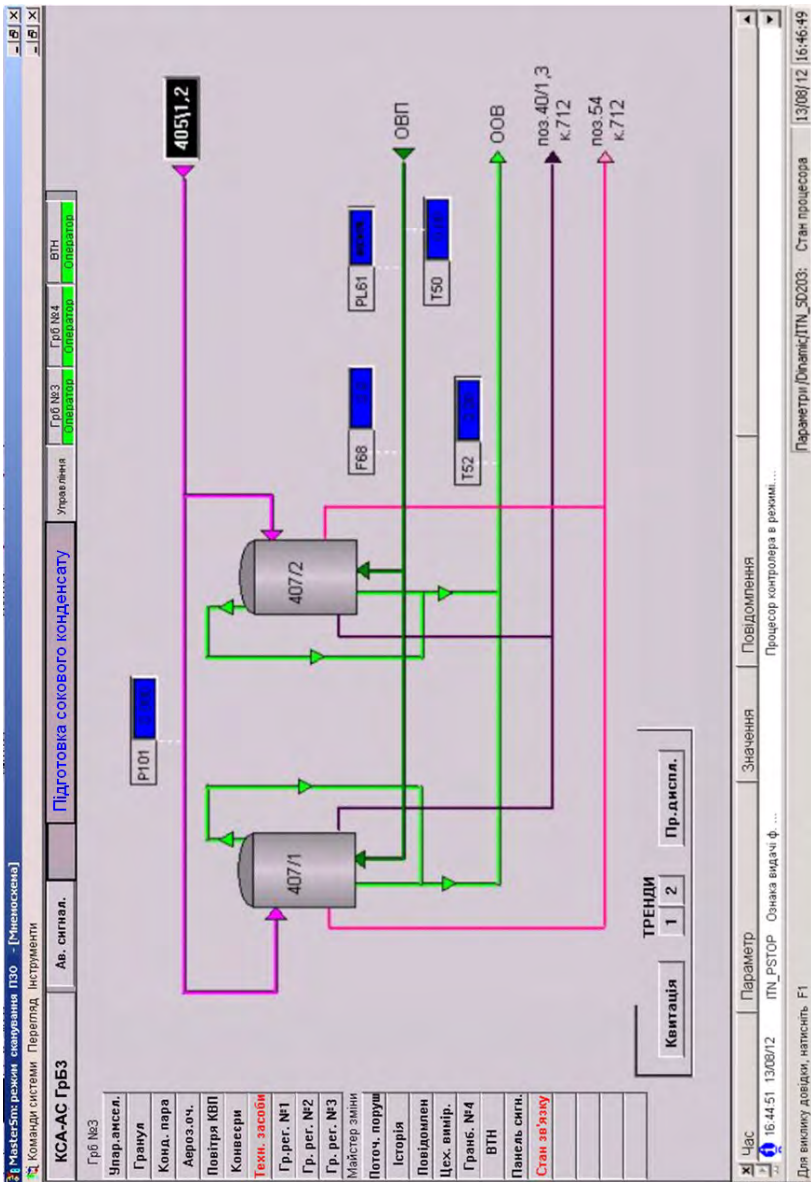 MasterSm: режим сканування ПЗО - [Мнемосхема]
Команди системи Перегляд Інструменти
КСА-АС ГрБ3
Ав. сигнал.
Підготовка сокового конденсату
Управління
Грб №3 Грб №4 ВТН
Оператор Оператор Оператор
Грб №3
Упар.ансел.
Гранул
Конд. пара
Аероз.оч.
Повітря КВП
Конвеєри
Техн. засоби
Гр.рег. №1
Гр. рег. №2
Гр. рег. №3
Майстер зміни
Поточ. поруш
Історія
Повідомлен
Цех. вимір.
Гранб. №4
ВТН
Панель сигн.
Стан зв'язку
P101
405\1,2
407/1
407/2
F68
PL61
ОВП
T50
T52
ООВ
поз.40/1,3
к.712
поз.54
к.712
Квитація
ТРЕНДИ
1 2
Пр.диспл.
Час Параметр Значення Повідомлення
16:44:51 13/08/12 ITN_PSTOP Ознака видачі ф. ... Процесор контролера в режимі....
Для виклику довідки, натисніть F1
Параметри/Dinamic/ITN_SD203: Стан процесора
13/08/12 16:46:49